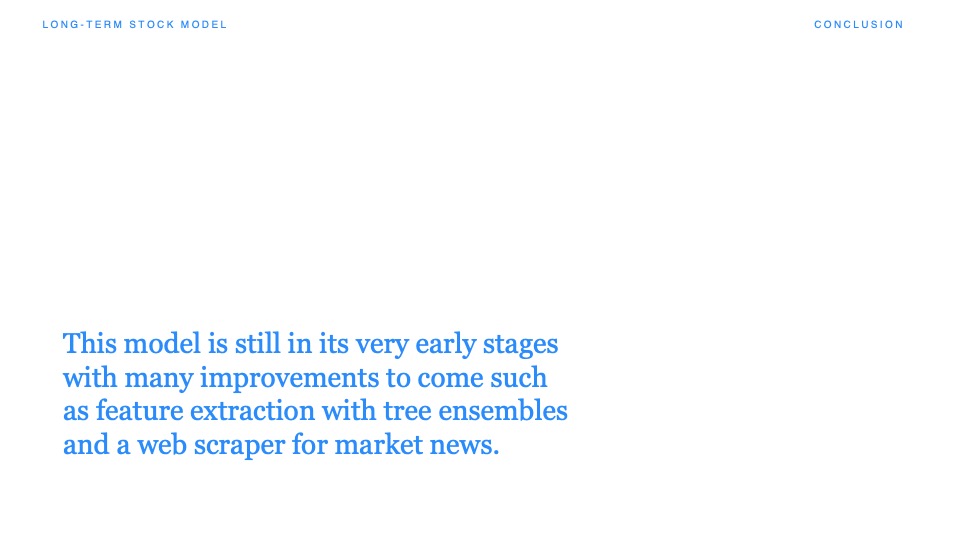 LONG-TERM STOCK MODEL
CONCLUSION
This model is still in its very early stages
with many improvements to come such
as feature extraction with tree ensembles
and a web scraper for market news.